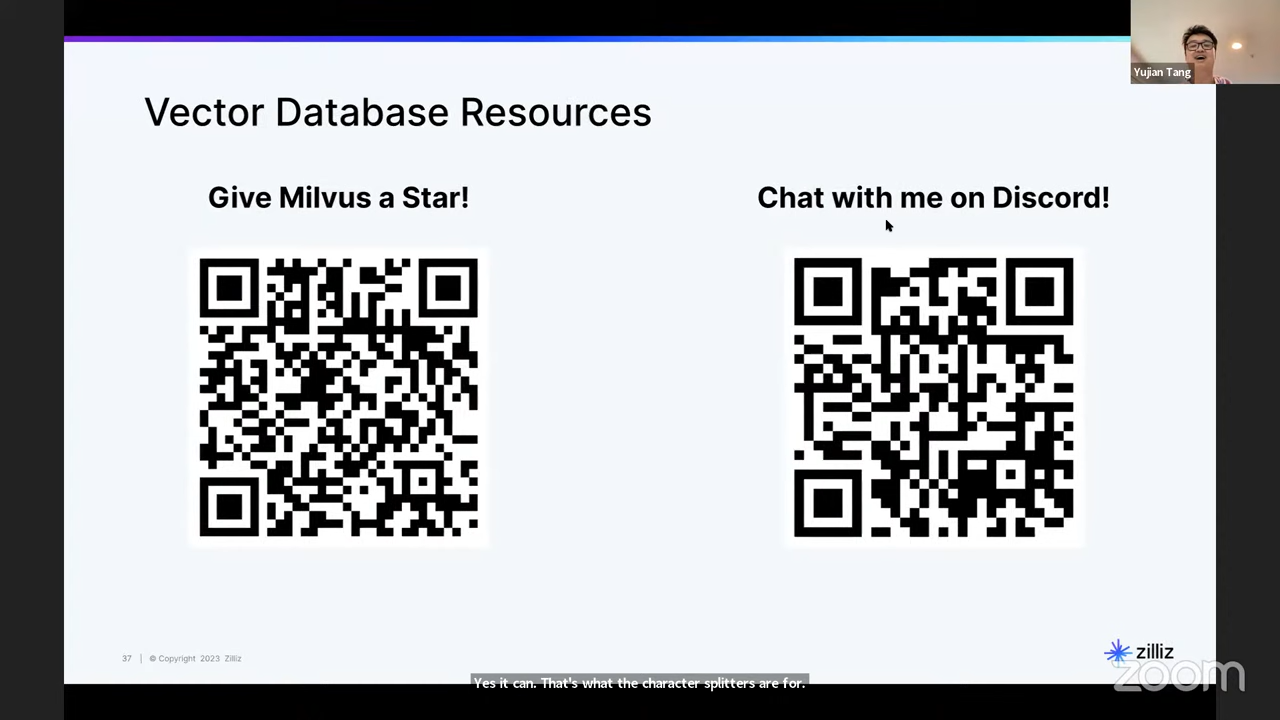 Yujian Tang
Vector Database Resources
Give Milvus a Star!
Chat with me on Discord!
37 | © Copyright 2023 Zilliz
zilliz
zoom
Yes it can. That's what the character splitters are for.